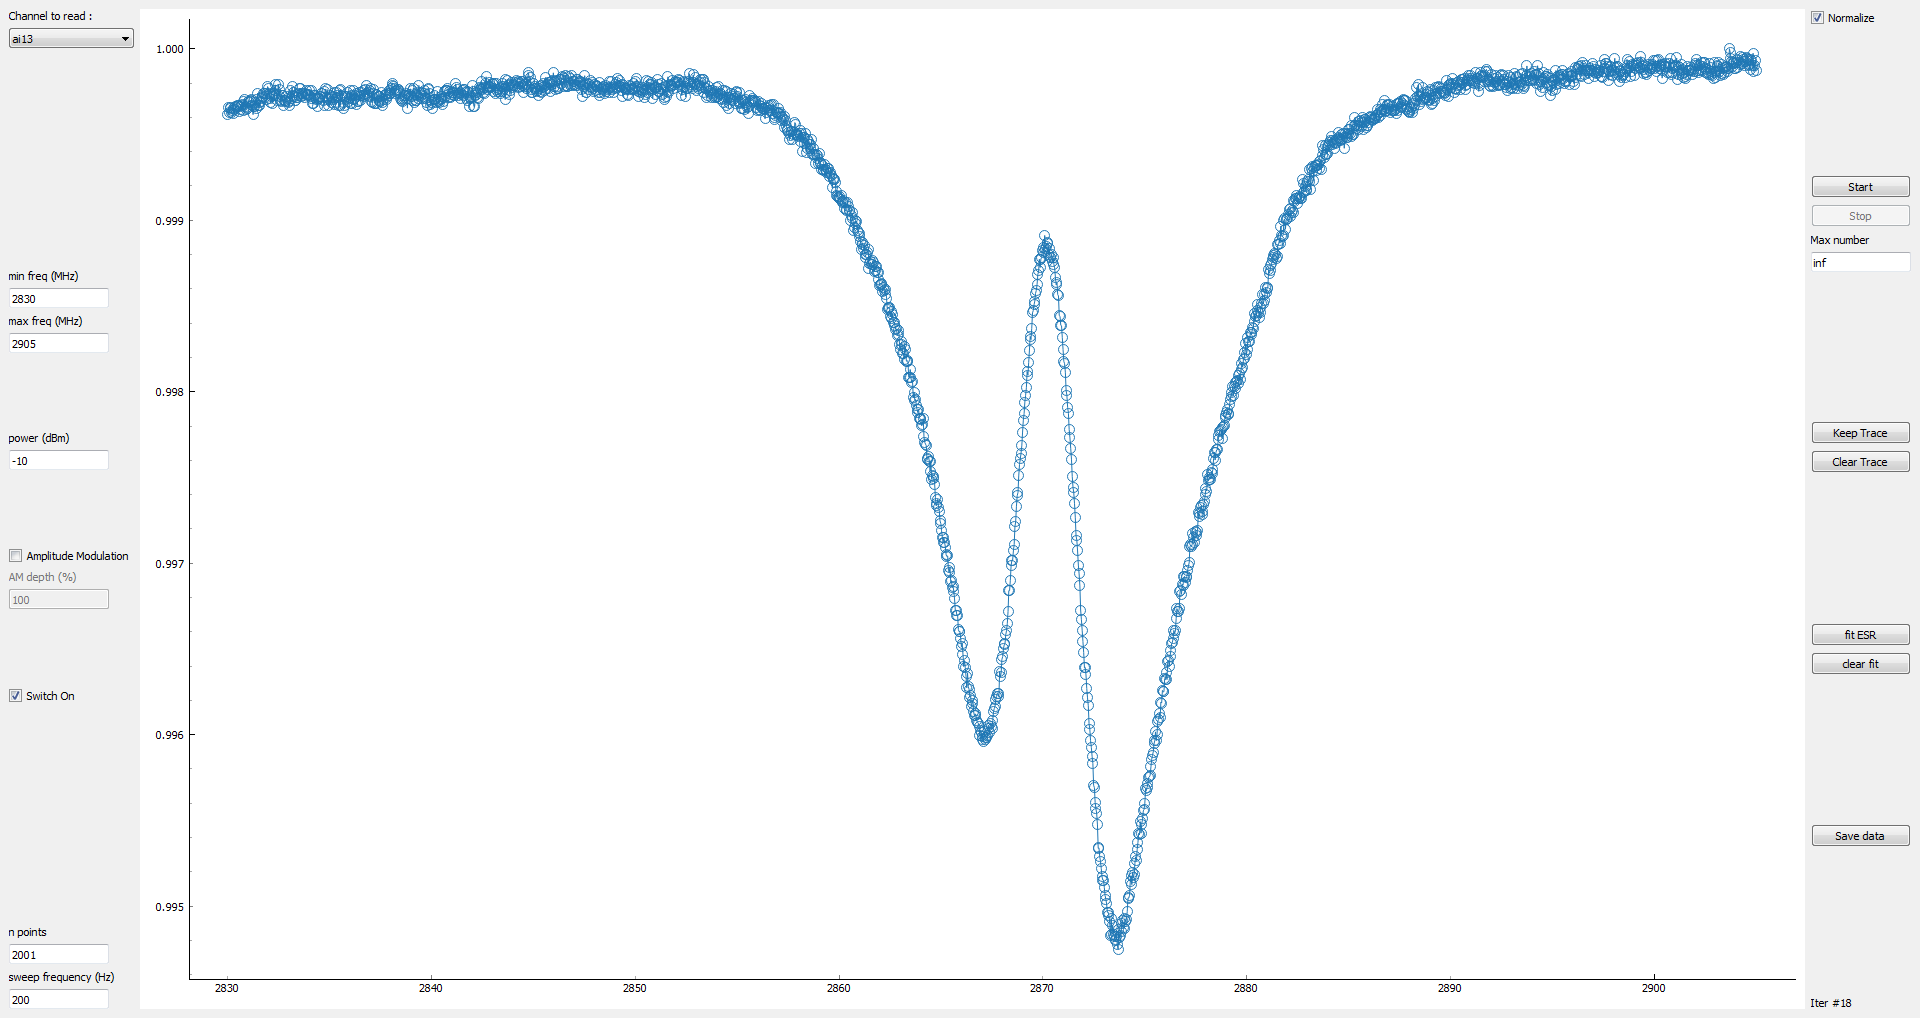 Channel to read :
ai13
min freq (MHz)
2830
max freq (MHz)
2905
power (dBm)
-10
Amplitude Modulation
AM depth (%)
100
Switch On
n points
2001
sweep frequency (Hz)
200
1.000
0.999
0.998
0.997
0.996
0.995
2830 2840 2850 2860 2870 2880 2890 2900
Normalize
Start
Stop
Max number
inf
Keep Trace
Clear Trace
fit ESR
clear fit
Save data
Iter #18